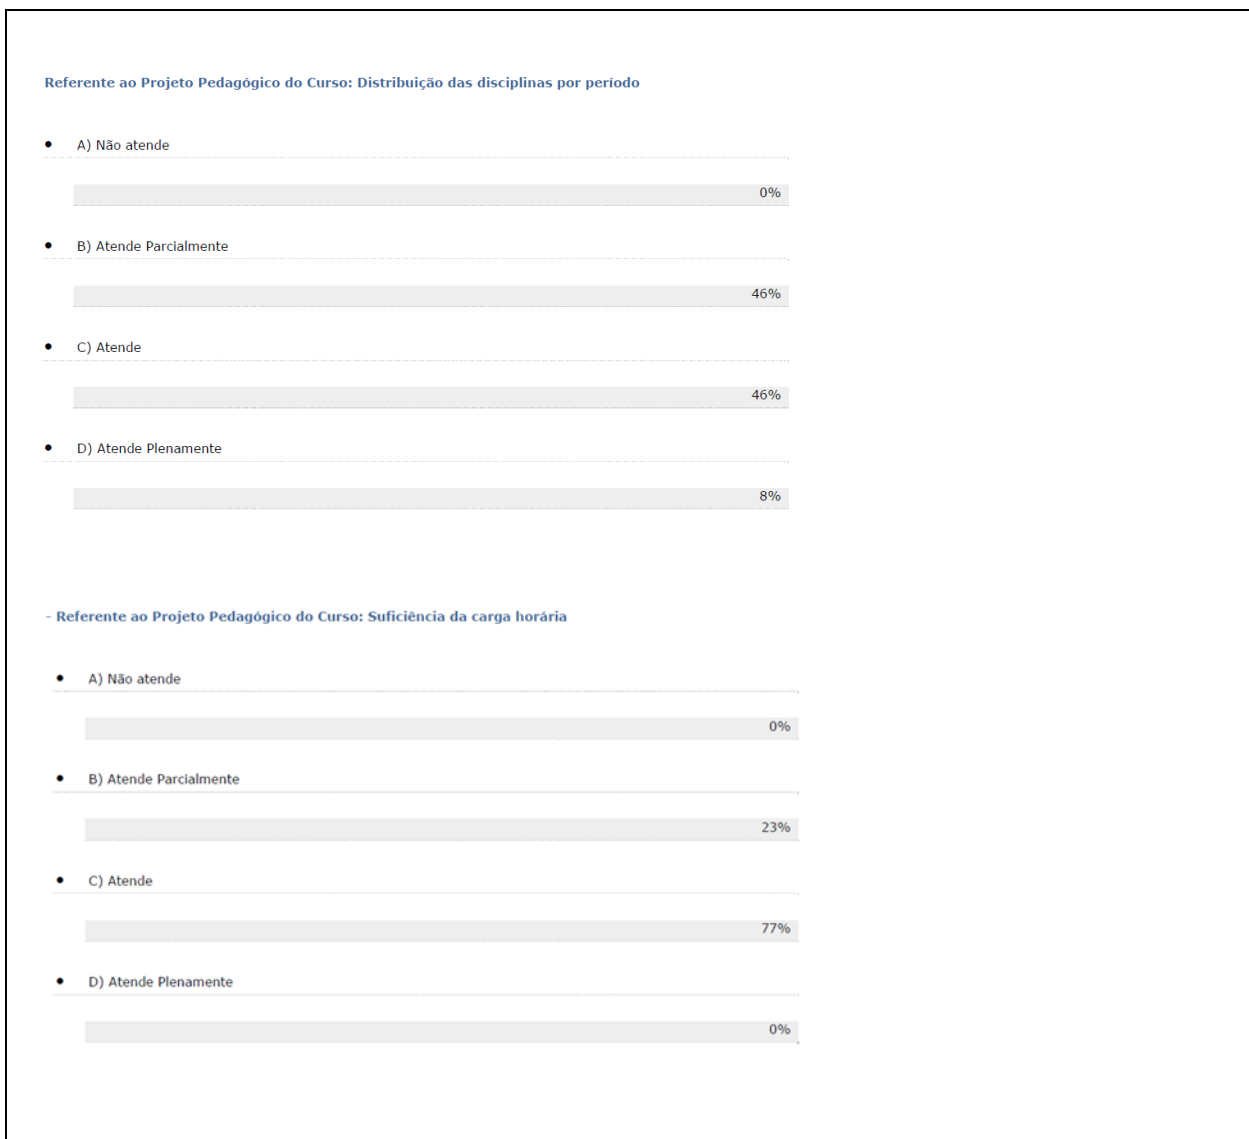 Referente ao Projeto Pedagógico do Curso: Distribuição das disciplinas por período
A) Não atende
0%
B) Atende Parcialmente
46%
C) Atende
46%
D) Atende Plenamente
8%
- Referente ao Projeto Pedagógico do Curso: Suficiência da carga horária
A) Não atende
0%
B) Atende Parcialmente
23%
C) Atende
77%
D) Atende Plenamente
0%